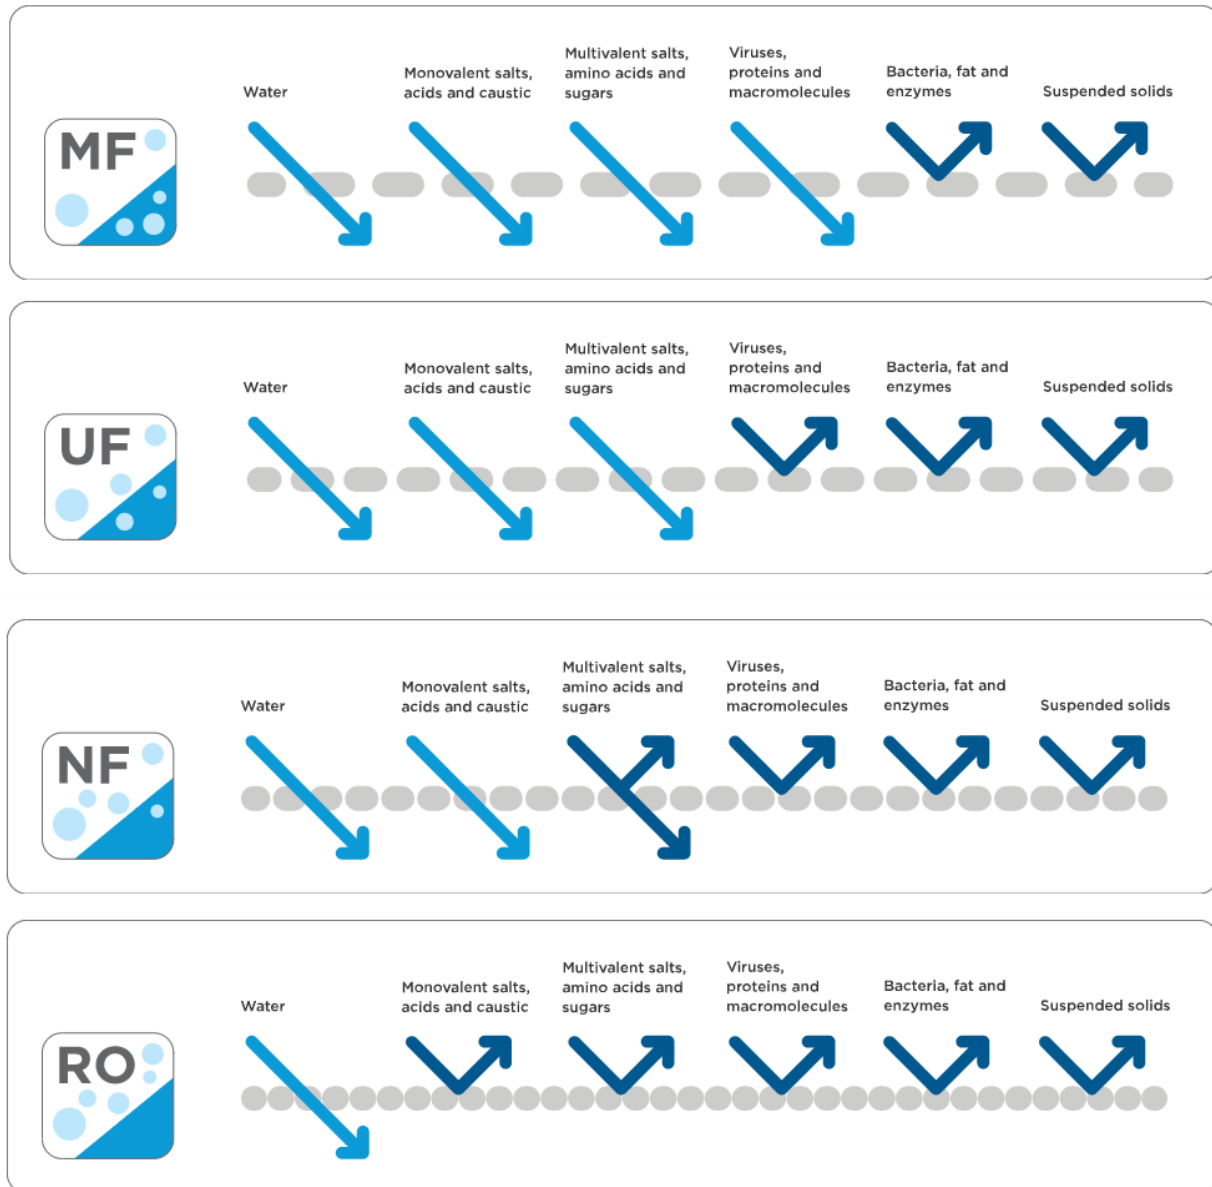 Water
Monovalent salts,
acids and caustic
Multivalent salts,
amino acids and
sugars
Viruses,
proteins and
macromolecules
Bacteria, fat and
enzymes
Suspended solids
MF
Water
Monovalent salts,
acids and caustic
Multivalent salts,
amino acids and
sugars
Viruses,
proteins and
macromolecules
Bacteria, fat and
enzymes
Suspended solids
UF
Water
Monovalent salts,
acids and caustic
Multivalent salts,
amino acids and
sugars
Viruses,
proteins and
macromolecules
Bacteria, fat and
enzymes
Suspended solids
NF
Water
Monovalent salts,
acids and caustic
Multivalent salts,
amino acids and
sugars
Viruses,
proteins and
macromolecules
Bacteria, fat and
enzymes
Suspended solids
RO